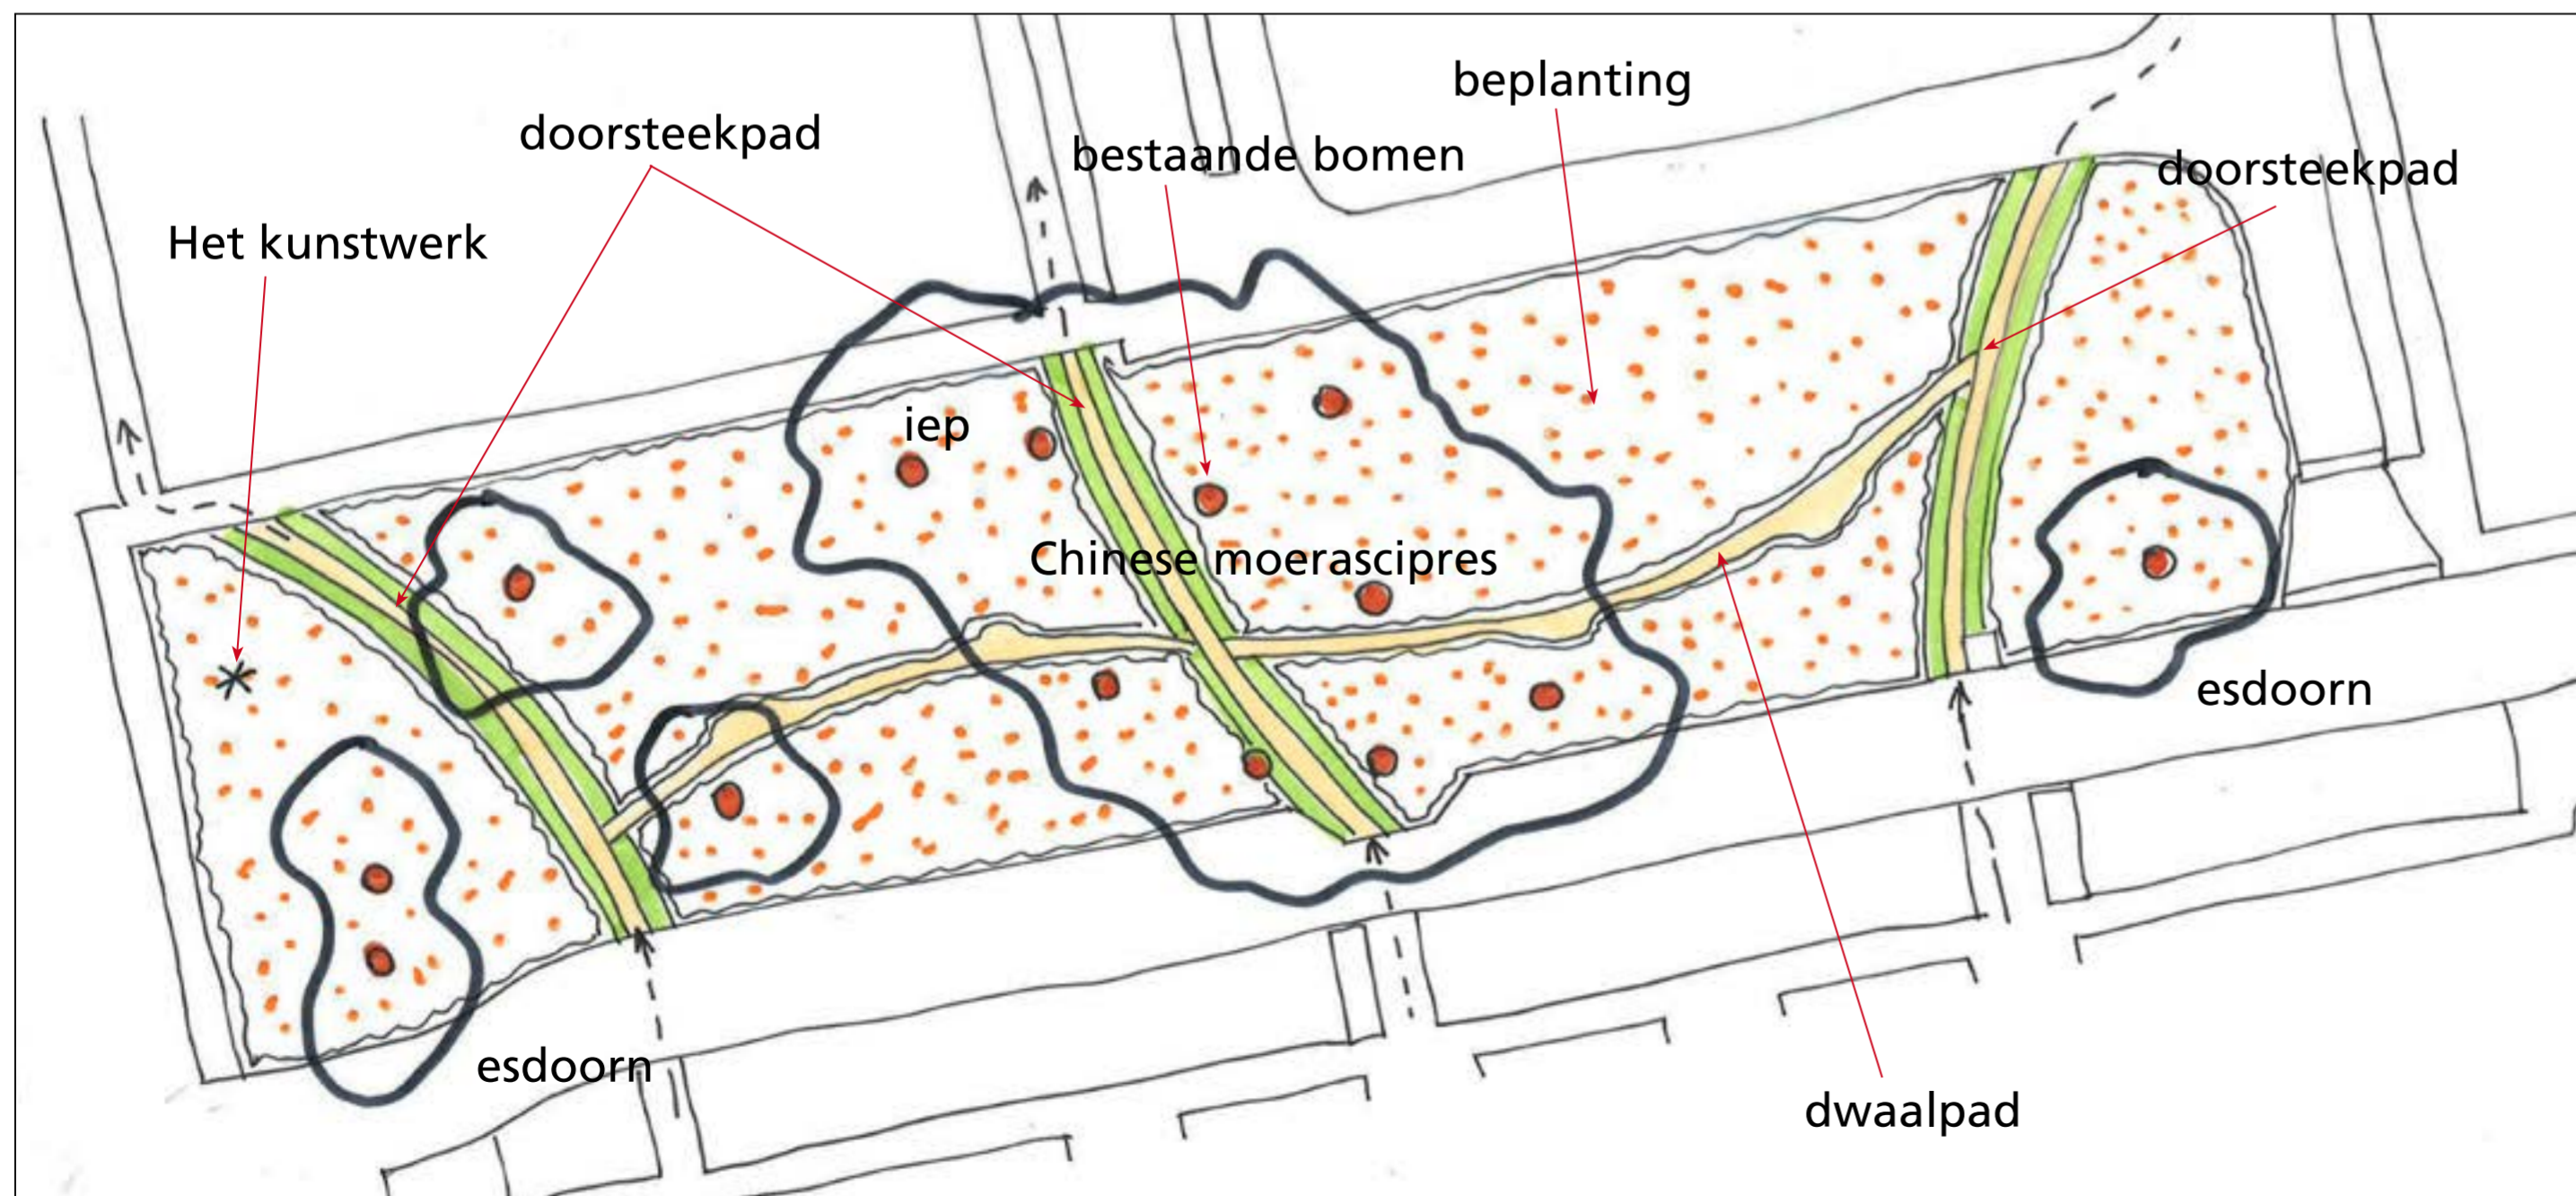 beplanting
doorsteekpad
bestaande bomen
doorsteekpad
Het kunstwerk
iep
Chinese moerascipres
esdoorn
esdoorn
dwaalpad